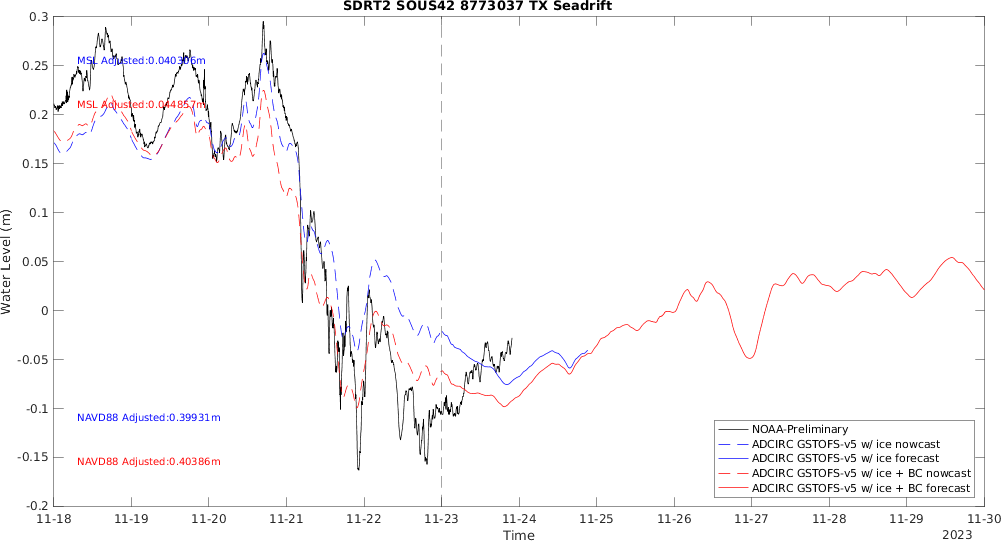 SDRT2 SOUS42 8773037 TX Seadrift
0.3
0.25
0.2
0.15
0.1
0.05
0
-0.05
-0.1
-0.15
-0.2
Water Level (m)
MSL Adjusted:0.040306m
MSL Adjusted:0.044857m
NAVD88 Adjusted:0.39931m
NAVD88 Adjusted:0.40386m
NOAA-Preliminary
ADCIRC GSTOFS-v5 w/ ice nowcast
ADCIRC GSTOFS-v5 w/ ice forecast
ADCIRC GSTOFS-v5 w/ ice + BC nowcast
ADCIRC GSTOFS-v5 w/ ice + BC forecast
11-18 11-19 11-20 11-21 11-22 11-23 11-24 11-25 11-26 11-27 11-28 11-29 11-30
Time
2023